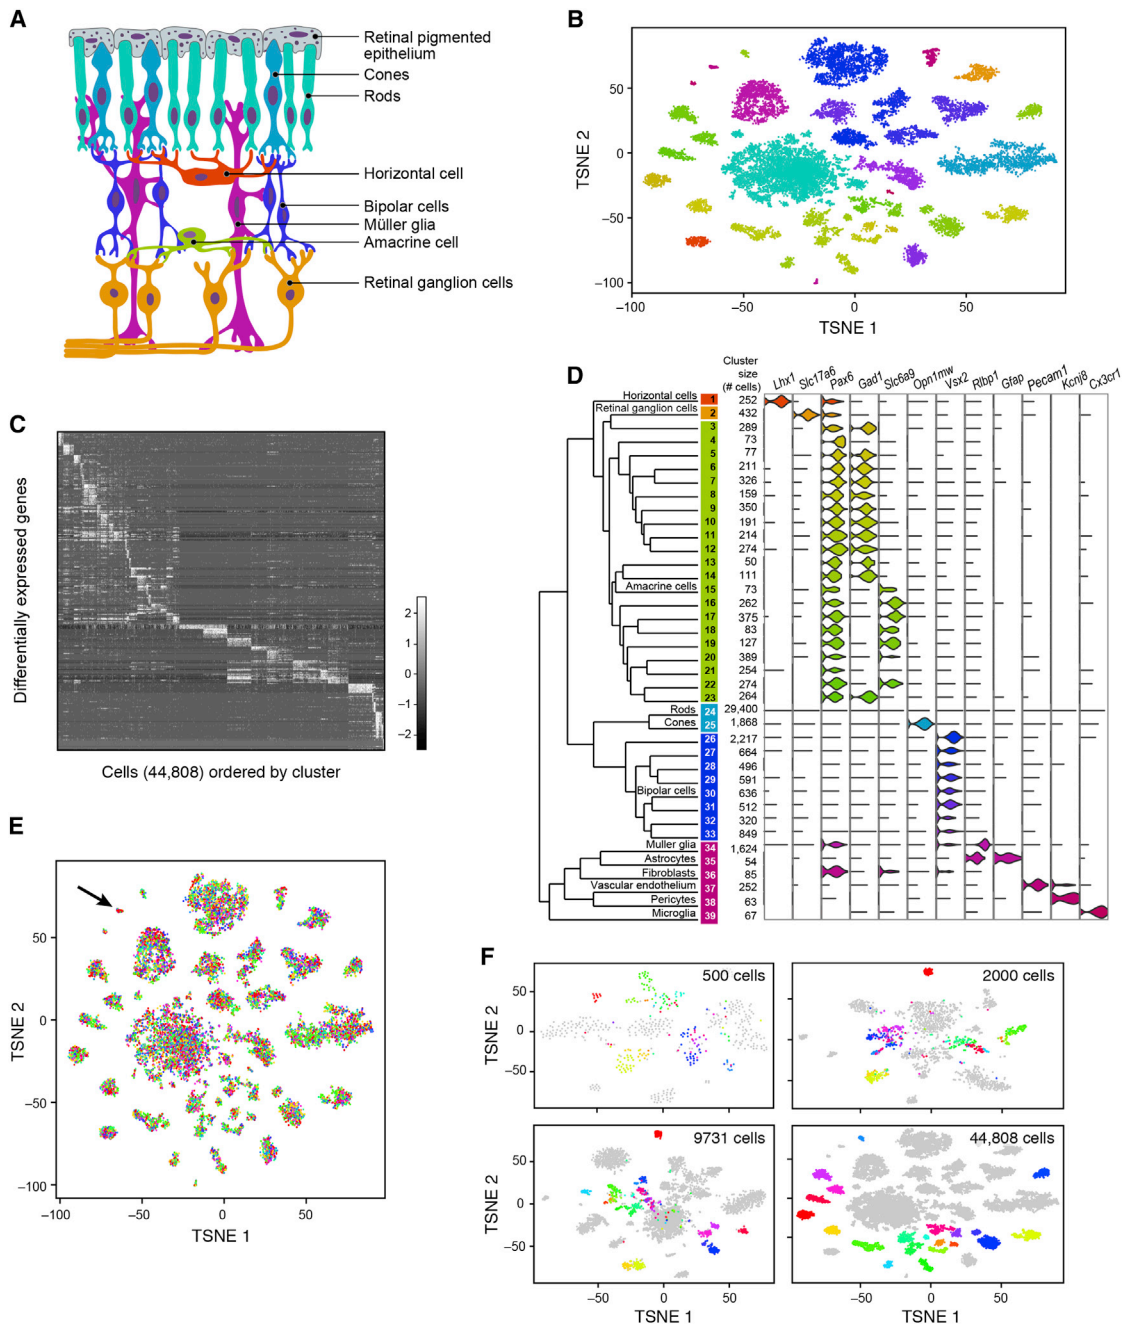 A
Retinal pigmented
epithelium
Cones
Rods
Horizontal cell
Bipolar cells
Müller glia
Amacrine cell
Retinal ganglion cells
B
TSNE 2
50
0
−50
−100
−100
−50
0
50
TSNE 1
C
Differentially expressed genes
2
1
0
−1
−2
Cells (44,808) ordered by cluster
D
Cluster
size
(# cells)
Lhx1
Slc17a6
Pax6
Gad1
Slc6a9
Opn1mw
Vsx2
Rlbp1
Gfap
Pecam1
Kcnj8
Cx3cr1
Horizontal cells 1 252
Retinal ganglion cells 2 432
3 289
4 73
5 77
6 211
7 326
8 159
9 350
10 191
11 214
12 274
13 50
14 111
Amacrine cells 15 73
16 262
17 375
18 83
19 127
20 389
21 254
22 274
23 264
Rods 24 29,400
Cones 25 1,868
26 2,217
27 664
28 496
29 591
Bipolar cells 30 636
31 512
32 320
33 849
Muller glia 34 1,624
Astrocytes 35 54
Fibroblasts 36 85
Vascular endothelium 37 252
Pericytes 38 63
Microglia 39 67
E
TSNE 2
50
0
−50
−100
−100
−50
0
50
TSNE 1
F
500 cells
2000 cells
TSNE 2
50
0
−50
9731 cells
44,808 cells
TSNE 2
50
0
−50
−50
0
50
−50
0
50
TSNE 1
TSNE 1